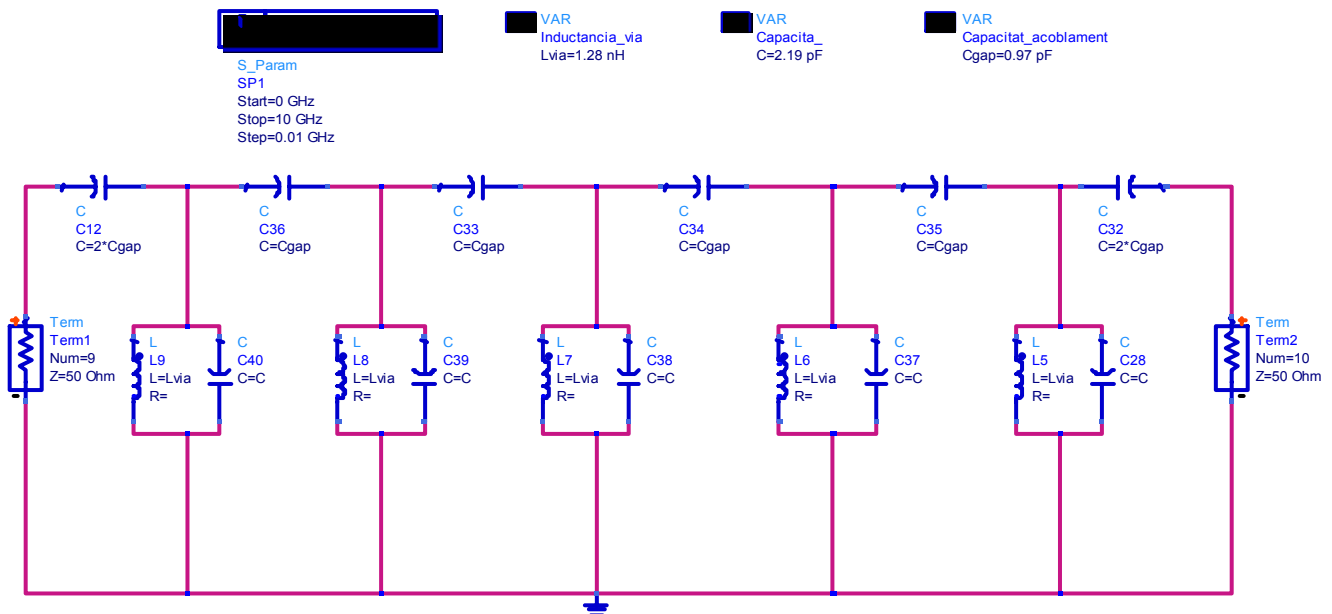 VAR
Inductancia_via
Lvia=1.28 nH
VAR
Capacita_
C=2.19 pF
VAR
Capacitat_acoblament
Cgap=0.97 pF
S_Param
SP1
Start=0 GHz
Stop=10 GHz
Step=0.01 GHz
C
C12
C=2*Cgap
C
C36
C=Cgap
C
C33
C=Cgap
C
C34
C=Cgap
C
C35
C=Cgap
C
C32
C=2*Cgap
Term
Term1
Num=9
Z=50 Ohm
L
L9
L=Lvia
R=
C
C40
C=C
L
L8
L=Lvia
R=
C
C39
C=C
L
L7
L=Lvia
R=
C
C38
C=C
L
L6
L=Lvia
R=
C
C37
C=C
L
L5
L=Lvia
R=
C
C28
C=C
Term
Term2
Num=10
Z=50 Ohm